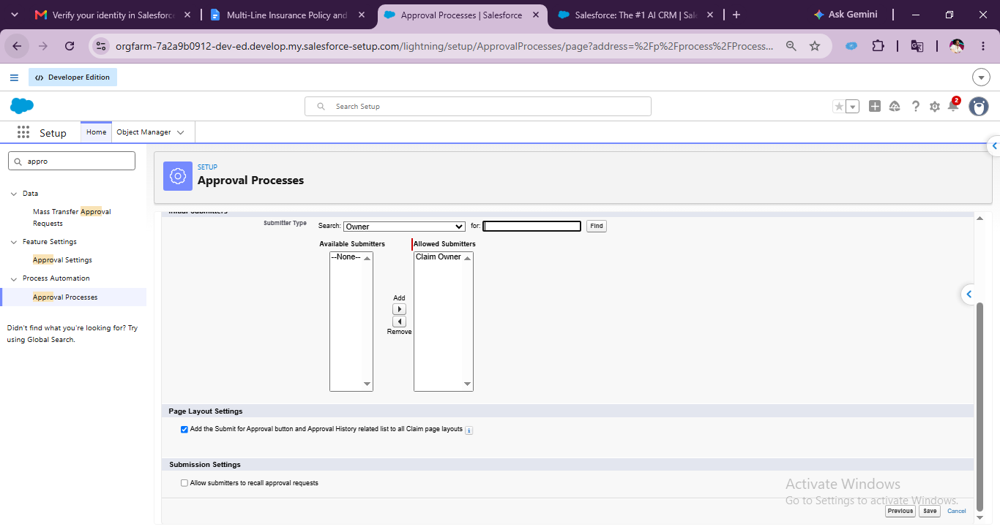 Verify your identity in Salesforce
Multi-Line Insurance Policy and
Approval Processes | Salesforce
Salesforce: The #1 AI CRM | Sal
Ask Gemini
orgfarm-7a2a9b0912-dev-ed.develop.my.salesforce-setup.com/lightning/setup/ApprovalProcesses/page?address=%2Fp%2Fprocess%2FProcess...
Developer Edition
Search Setup
2
Setup
Home
Object Manager
appro
SETUP
Approval Processes
Data
Mass Transfer Approval
Requests
Feature Settings
Approval Settings
Process Automation
Approval Processes
Didn't find what you're looking for? Try
using Global Search.
Initial Submitters
Submitter Type
Search: Owner for: Find
Available Submitters Allowed Submitters
--None-- Claim Owner
Add
Remove
Page Layout Settings
Add the Submit for Approval button and Approval History related list to all Claim page layouts i
Submission Settings
Allow submitters to recall approval requests
Activate Windows
Go to Settings to activate Windows.
Previous Save Cancel